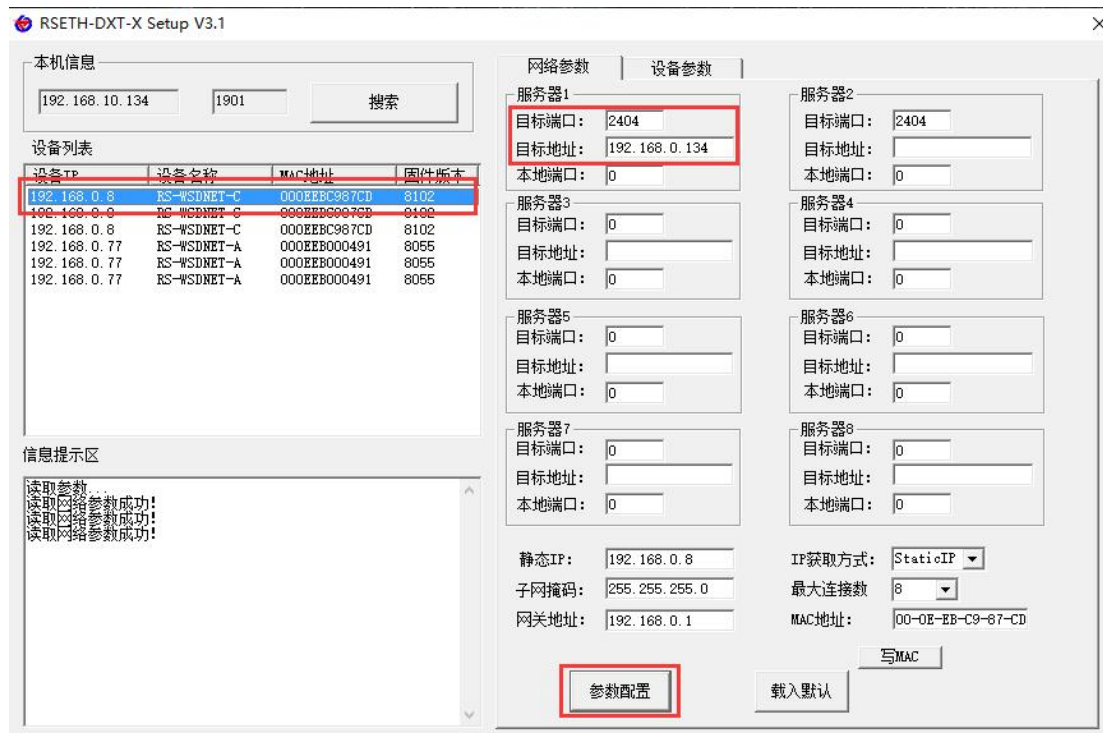 RSETH-DXT-X Setup V3.1
本机信息
192.168.10.134 1901 搜索
设备列表
设备IP 设备名称 MAC地址 固件版本
192.168.0.8 RS-WSDNET-C 000EEBC987CD 8102
192.168.0.8 RS-WSDNET-C 000EEBC987CD 8102
192.168.0.8 RS-WSDNET-C 000EEBC987CD 8102
192.168.0.77 RS-WSDNET-A 000EEB000491 8055
192.168.0.77 RS-WSDNET-A 000EEB000491 8055
192.168.0.77 RS-WSDNET-A 000EEB000491 8055
信息提示区
读取参数...
读取网络参数成功!
读取网络参数成功!
读取网络参数成功!
网络参数 设备参数
服务器1
目标端口: 2404
目标地址: 192.168.0.134
本地端口: 0
服务器2
目标端口: 2404
目标地址:
本地端口: 0
服务器3
目标端口: 0
目标地址:
本地端口: 0
服务器4
目标端口: 0
目标地址:
本地端口: 0
服务器5
目标端口: 0
目标地址:
本地端口: 0
服务器6
目标端口: 0
目标地址:
本地端口: 0
服务器7
目标端口: 0
目标地址:
本地端口: 0
服务器8
目标端口: 0
目标地址:
本地端口: 0
静态IP: 192.168.0.8 IP获取方式: StaticIP
子网掩码: 255.255.255.0 最大连接数 8
网关地址: 192.168.0.1 MAC地址: 00-0E-EB-C9-87-CD
写MAC
参数配置 载入默认